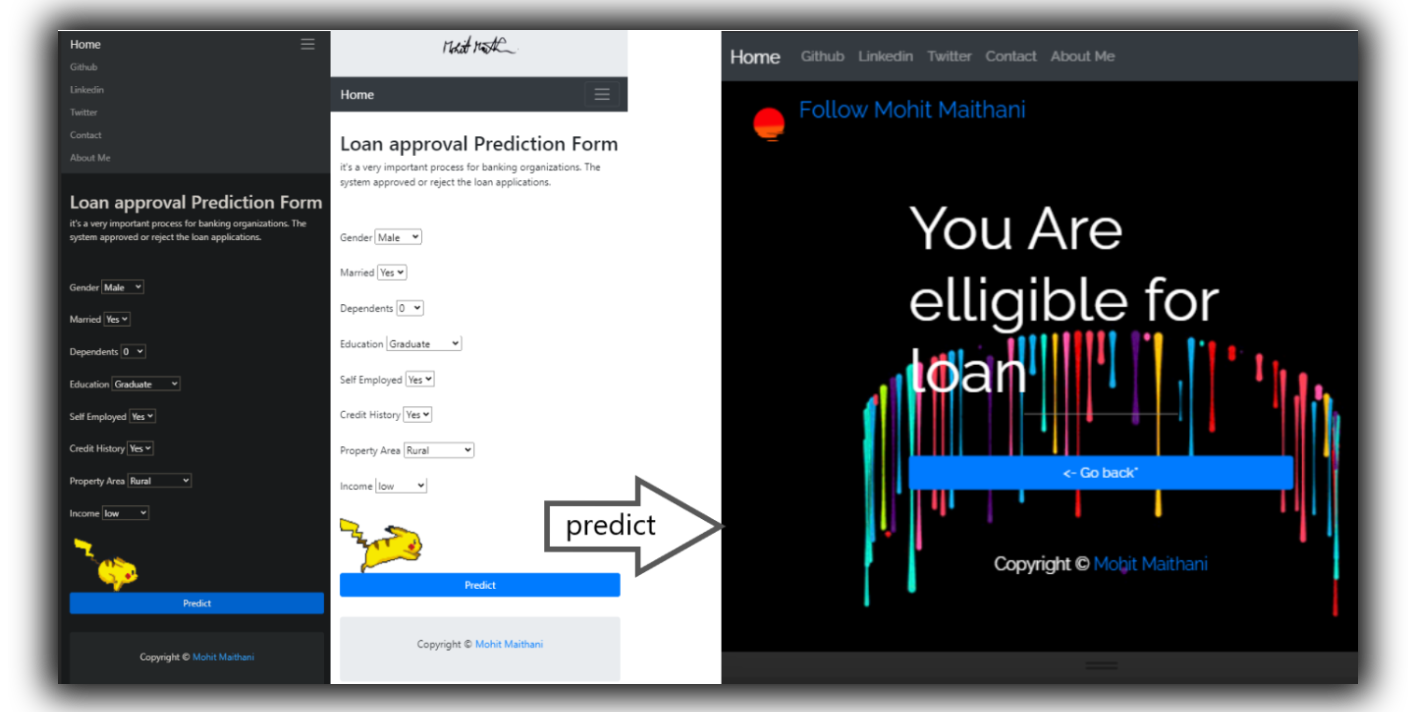 Home
Github
Linkedin
Twitter
Contact
About Me
Loan approval Prediction Form
it's a very important process for banking organizations. The
system approved or reject the loan applications.
Gender Male
Married Yes
Dependents 0
Education Graduate
Self Employed Yes
Credit History Yes
Property Area Rural
Income low
Predict
Copyright © Mohit Maithani
Home
Loan approval Prediction Form
it's a very important process for banking organizations. The
system approved or reject the loan applications.
Gender Male
Married Yes
Dependents 0
Education Graduate
Self Employed Yes
Credit History Yes
Property Area Rural
Income low
Predict
Copyright © Mohit Maithani
predict
Home Github Linkedin Twitter Contact About Me
Follow Mohit Maithani
You Are
elligible for
loan
<- Go back"
Copyright © Mohit Maithani